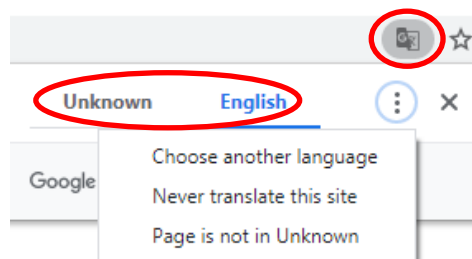 Unknown English
Choose another language
Google
Never translate this site
Page is not in Unknown